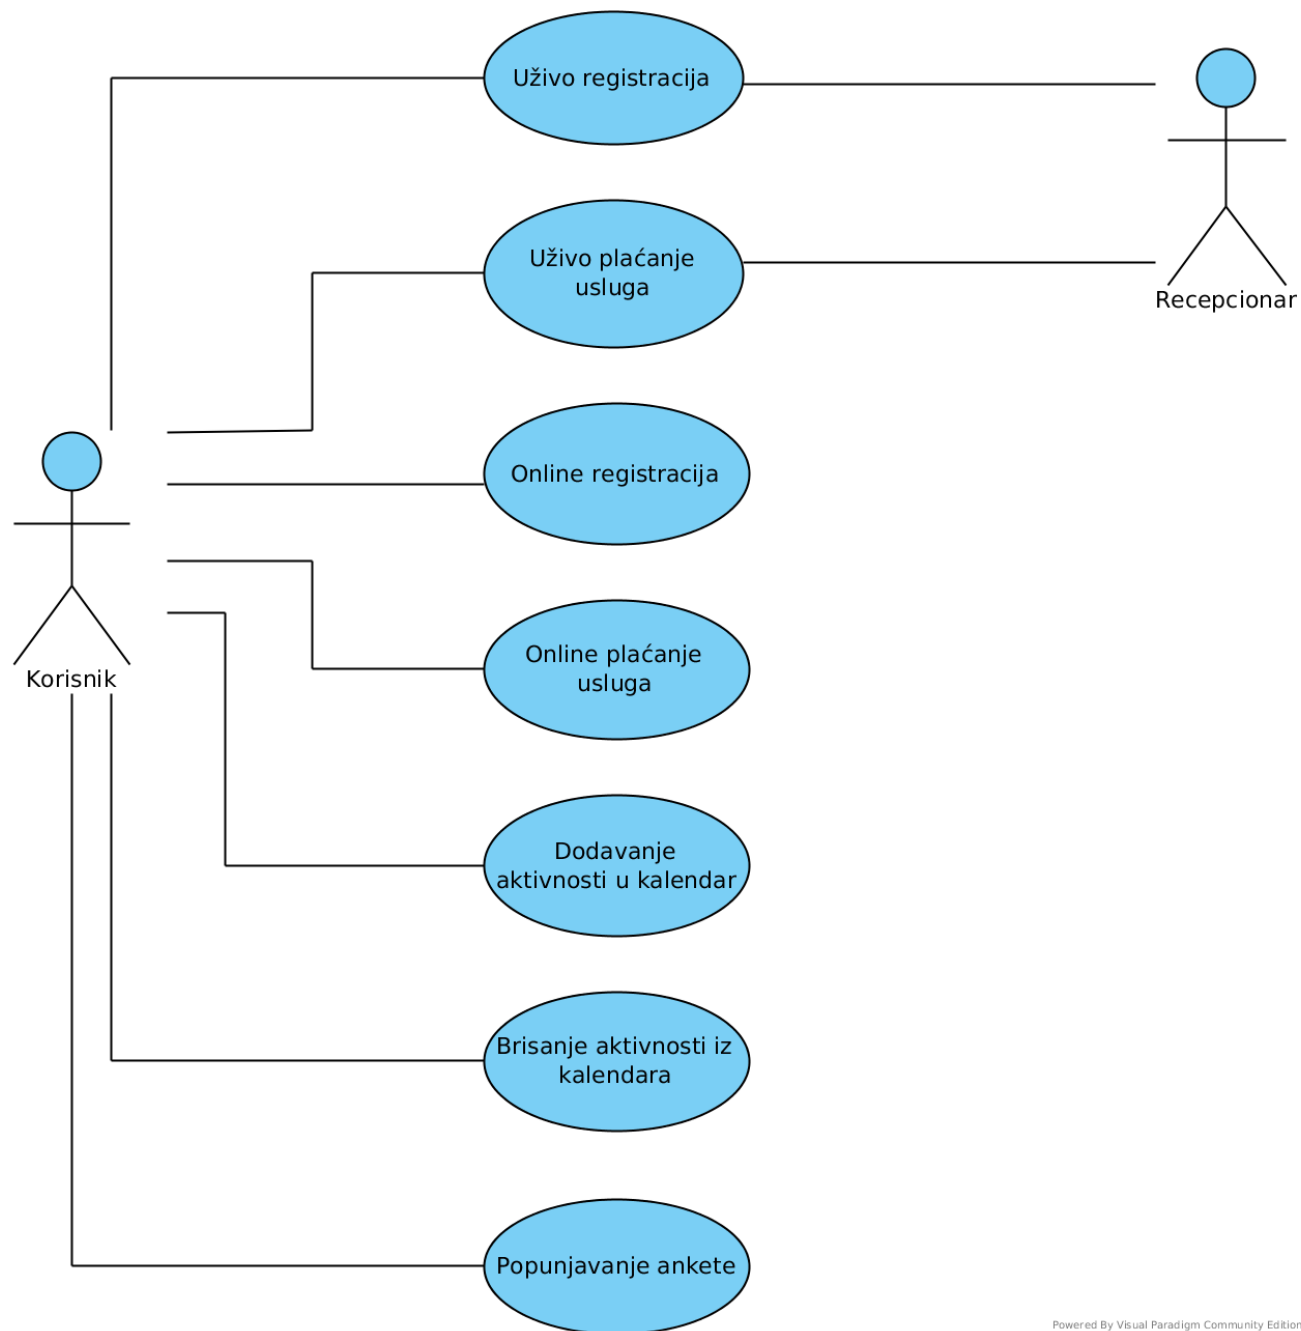 Uživo registracija
Recepcionar
Uživo plaćanje
usluga
Online registracija
Korisnik
Online plaćanje
usluga
Dodavanje
aktivnosti u kalendar
Brisanje aktivnosti iz
kalendara
Popunjavanje ankete
Powered By Visual Paradigm Community Edition